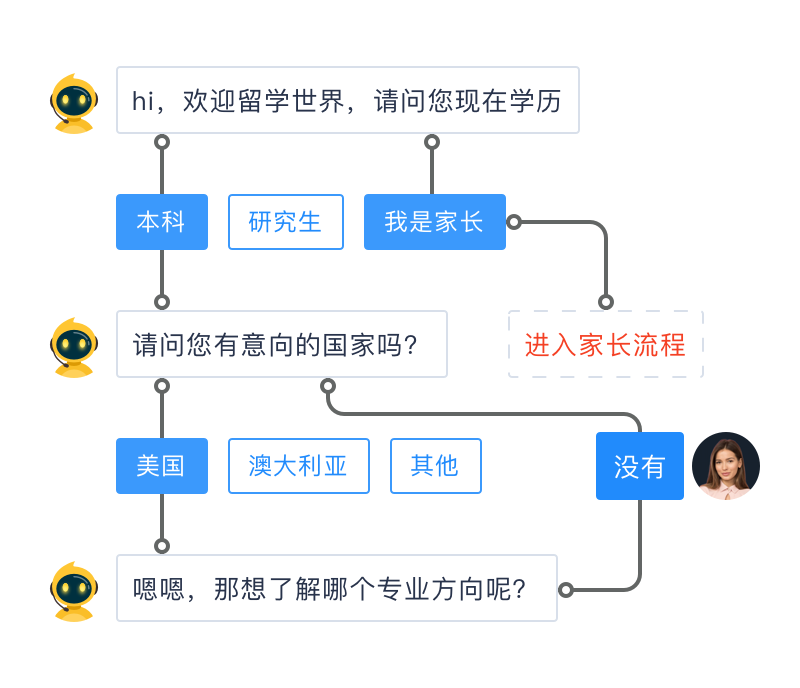 hi，欢迎留学世界，请问您现在学历
本科 研究生 我是家长
请问您有意向的国家吗？ 进入家长流程
美国 澳大利亚 其他 没有
嗯嗯，那想了解哪个专业方向呢？